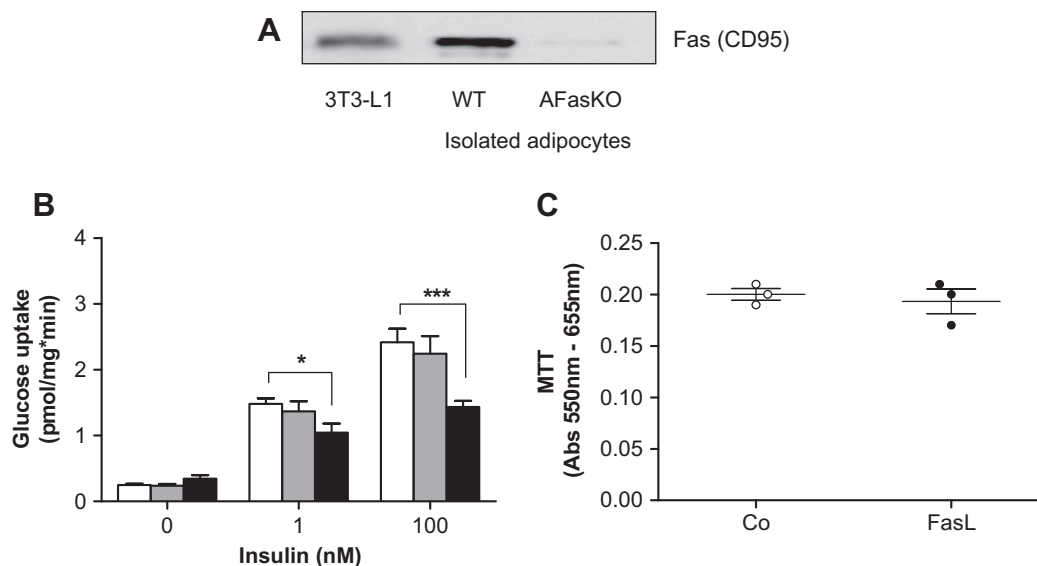 A
Fas (CD95)
3T3-L1 WT AFasKO
Isolated adipocytes
B
Glucose uptake
(pmol/mg*min)
4
3
2
1
0
*
***
0 1 100
Insulin (nM)
C
MTT
(Abs 550nm - 655nm)
0.25
0.20
0.15
0.10
0.05
0.00
Co FasL